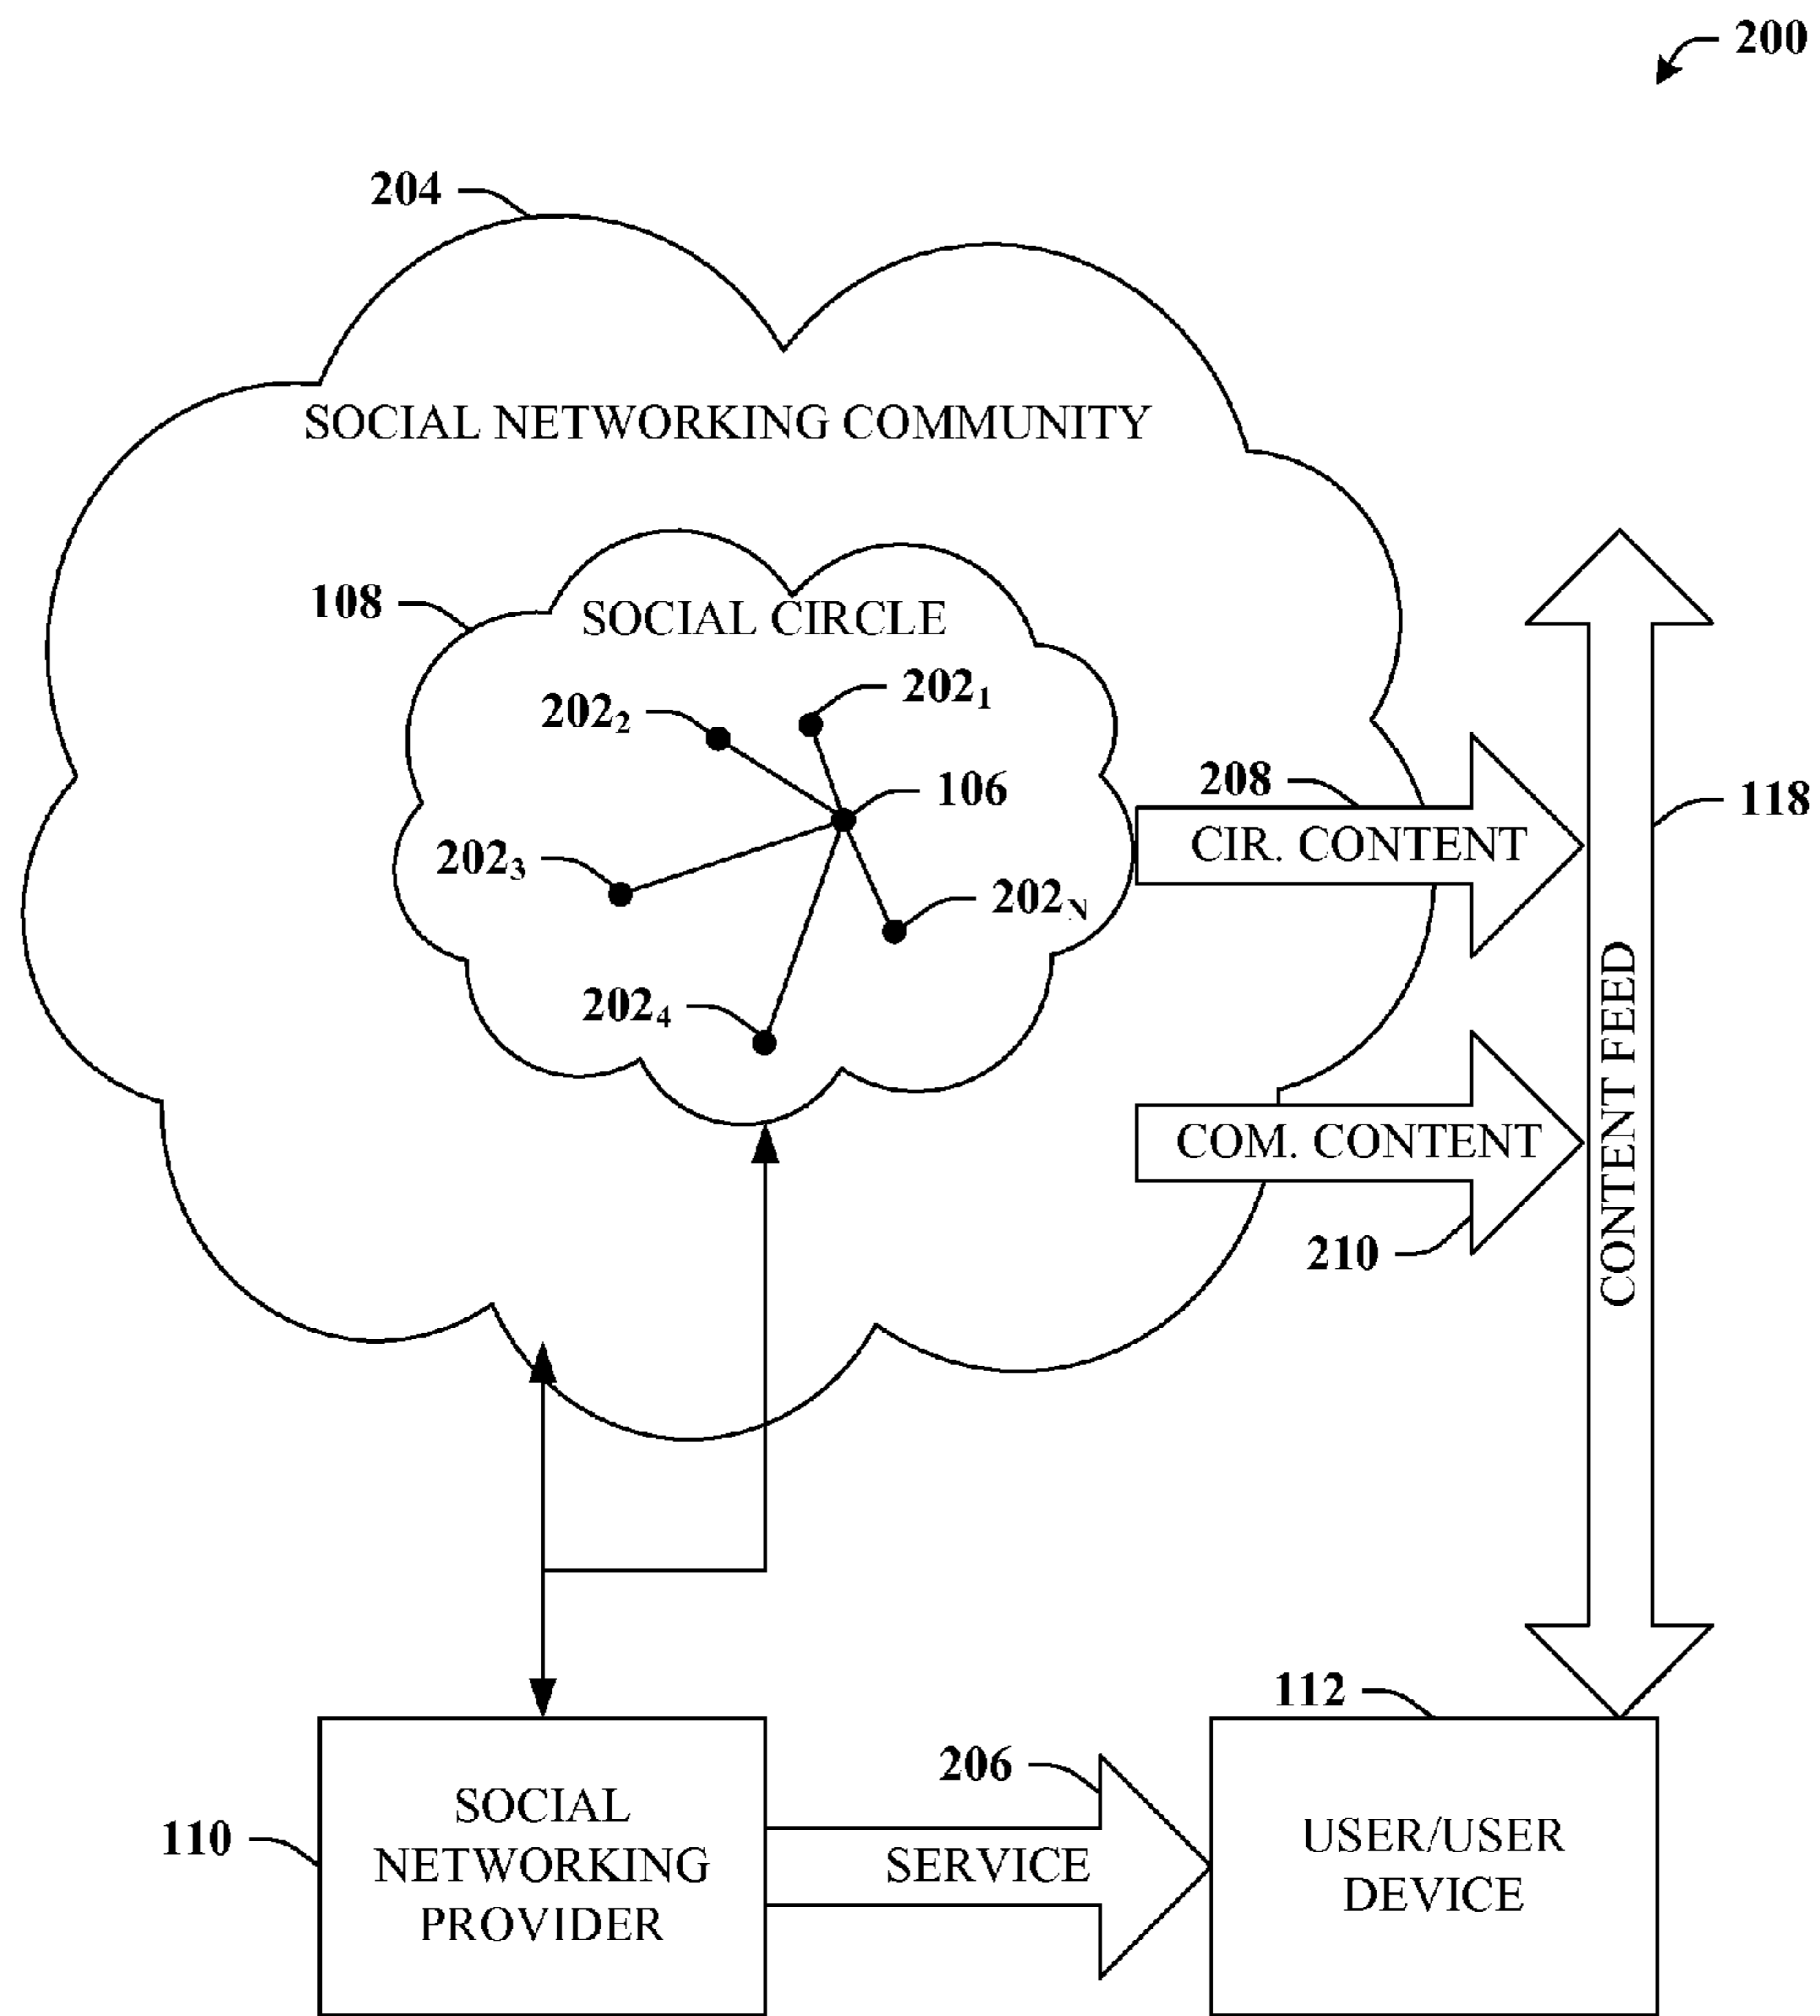 200
204
SOCIAL NETWORKING COMMUNITY
108
SOCIAL CIRCLE
202₁
202₂
106
208
118
CIR. CONTENT
202₃
202N
202₄
CONTENT FEED
COM. CONTENT
210
112
206
SOCIAL
NETWORKING
PROVIDER
110
SERVICE
USER/USER
DEVICE